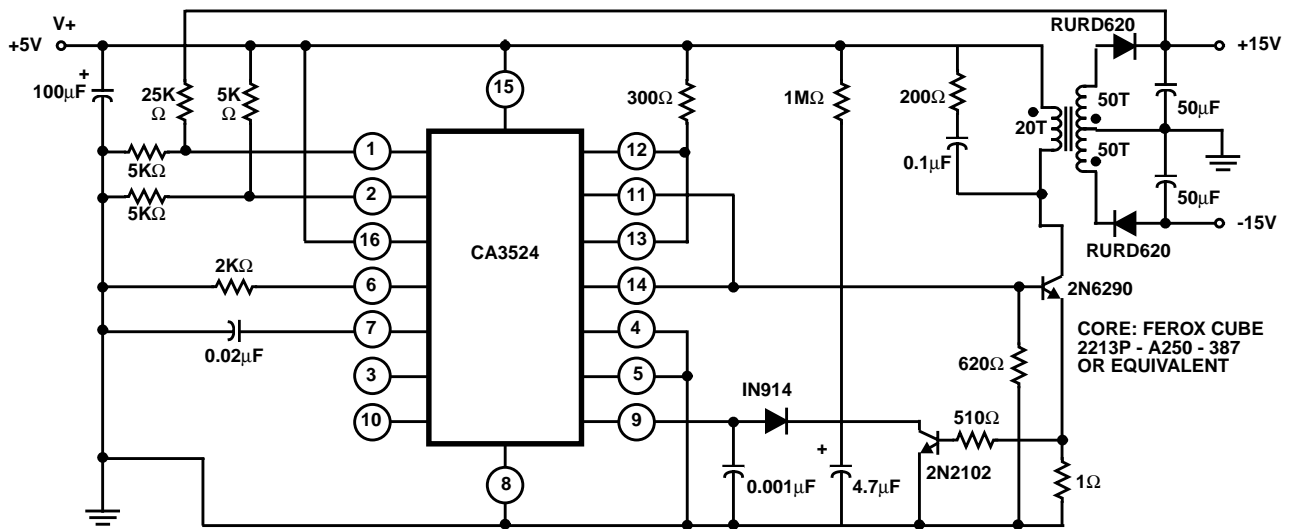 V+
+5V
RURD620
+15V
+
100μF
25K
Ω
5K
Ω
15
300Ω
1MΩ
200Ω
20T
50T
50T
50μF
0.1μF
5KΩ
1
12
5KΩ
2
11
50μF
-15V
RURD620
16
CA3524
13
2KΩ
6
14
2N6290
0.02μF
7
4
CORE: FEROX CUBE
2213P - A250 - 387
OR EQUIVALENT
3
5
620Ω
10
9
IN914
510Ω
8
0.001μF
+
4.7μF
2N2102
1Ω